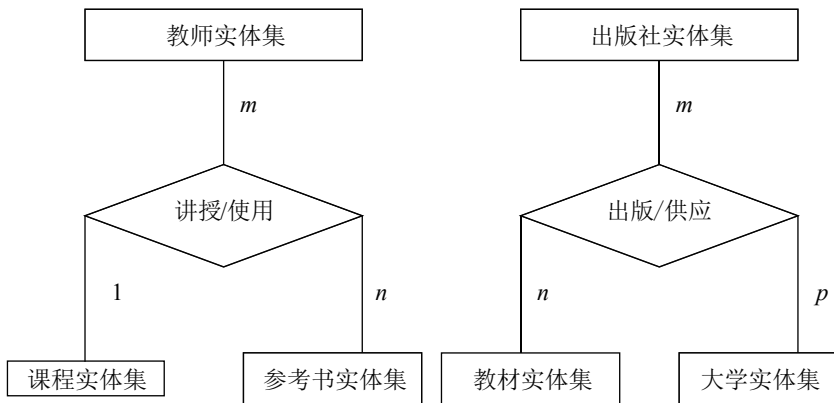 教师实体集
出版社实体集
m
m
讲授/使用
出版/供应
1
n
n
p
课程实体集
参考书实体集
教材实体集
大学实体集